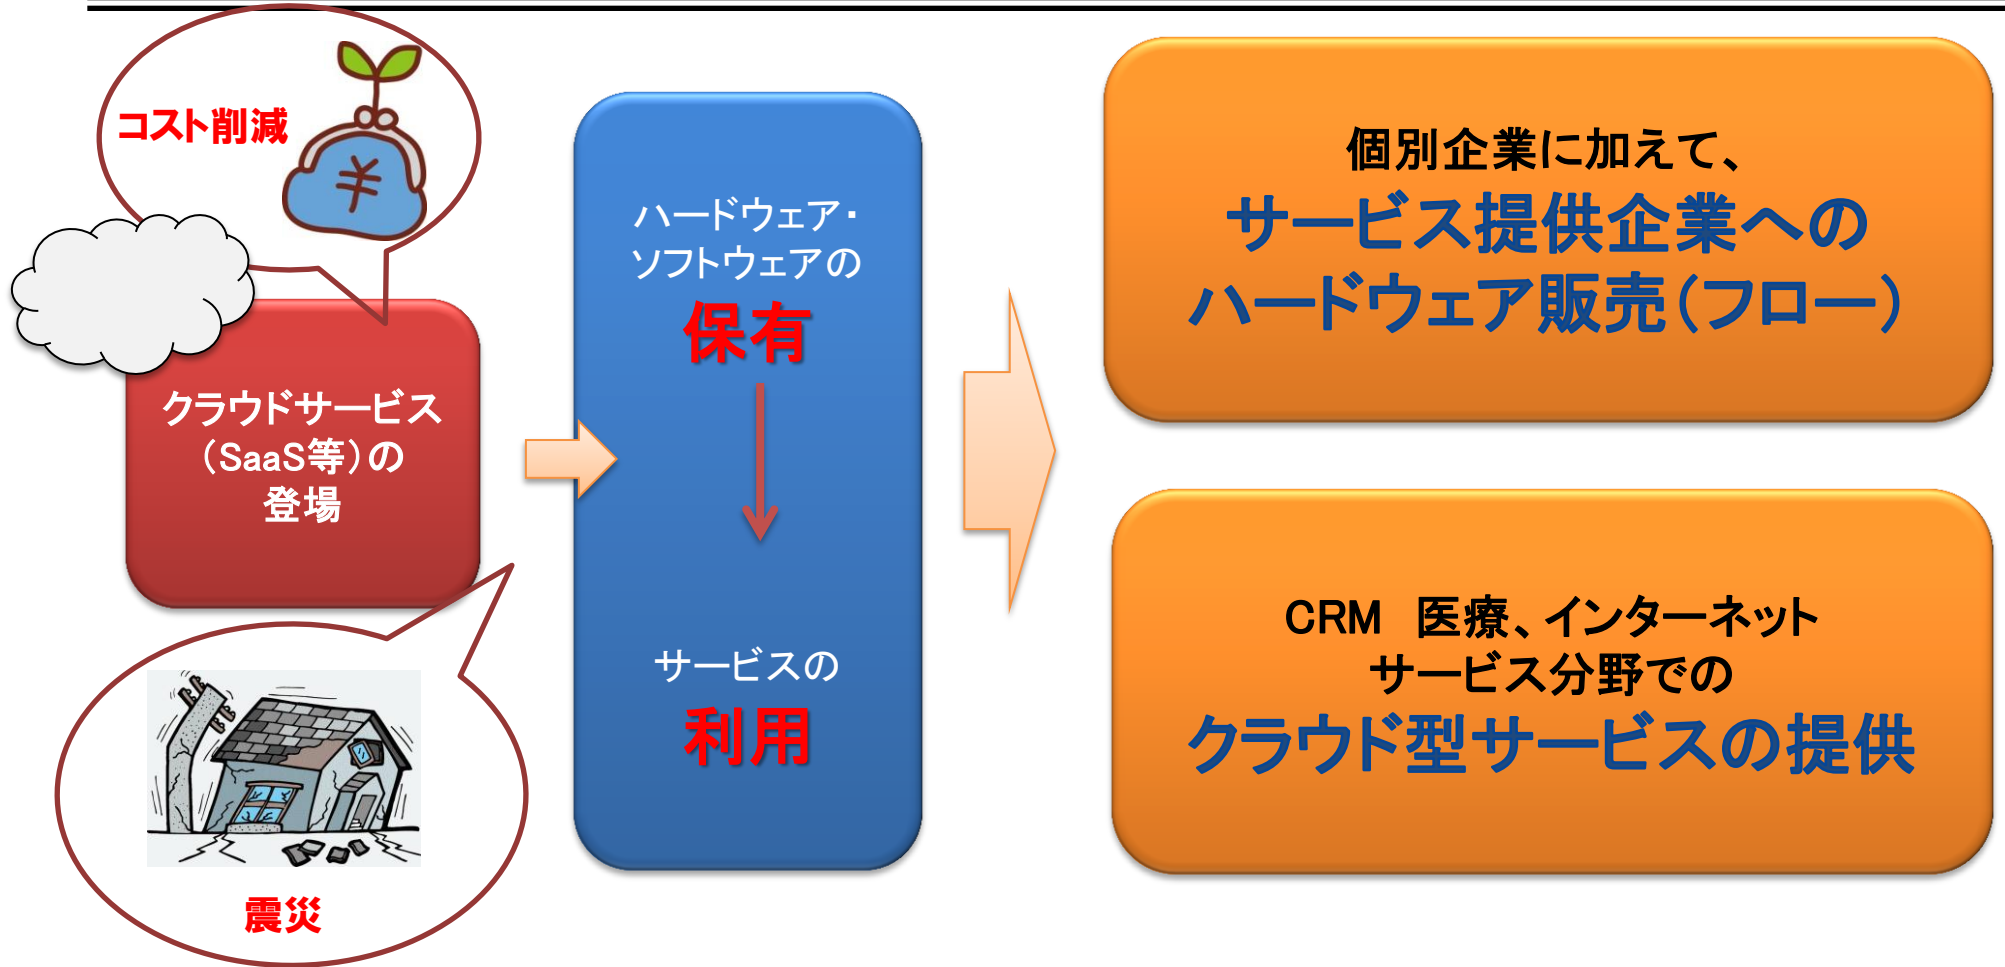 コスト削減
¥
クラウドサービス
(SaaS等)の
登場
震災
ハードウェア・
ソフトウェアの
保有
サービスの
利用
個別企業に加えて、
サービス提供企業への
ハードウェア販売(フロー)
CRM　医療、インターネット
サービス分野での
クラウド型サービスの提供